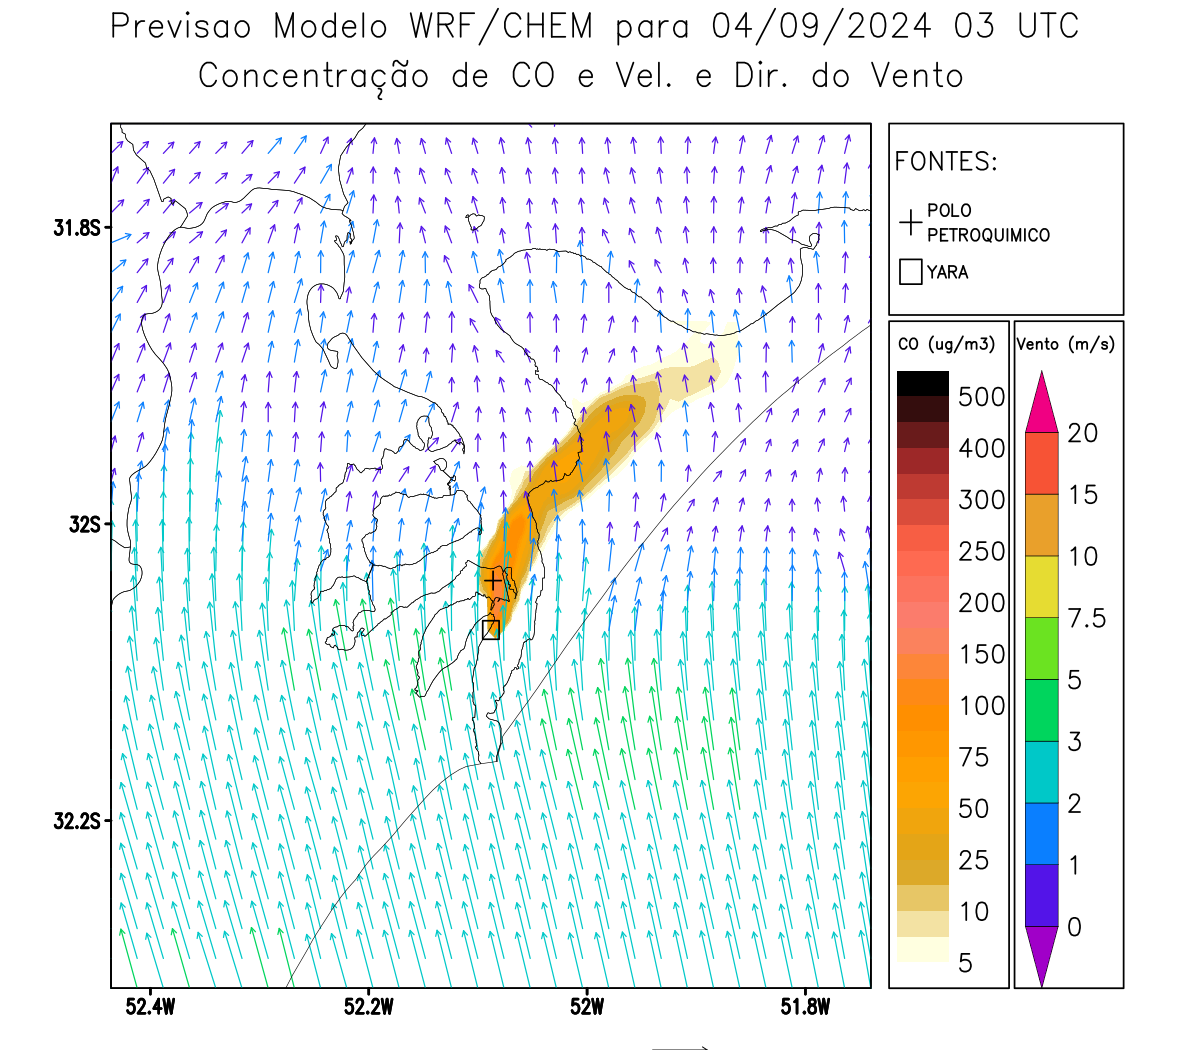 Previsao Modelo WRF/CHEM para 04/09/2024 03 UTC
Concentração de CO e Vel. e Dir. do Vento
FONTES:
POLO
PETROQUIMICO
YARA
31.8S
32S
32.2S
52.4W
52.2W
52W
51.8W
CO (ug/m3)
500
400
300
250
200
150
100
75
50
25
10
5
Vento (m/s)
20
15
10
7.5
5
3
2
1
0